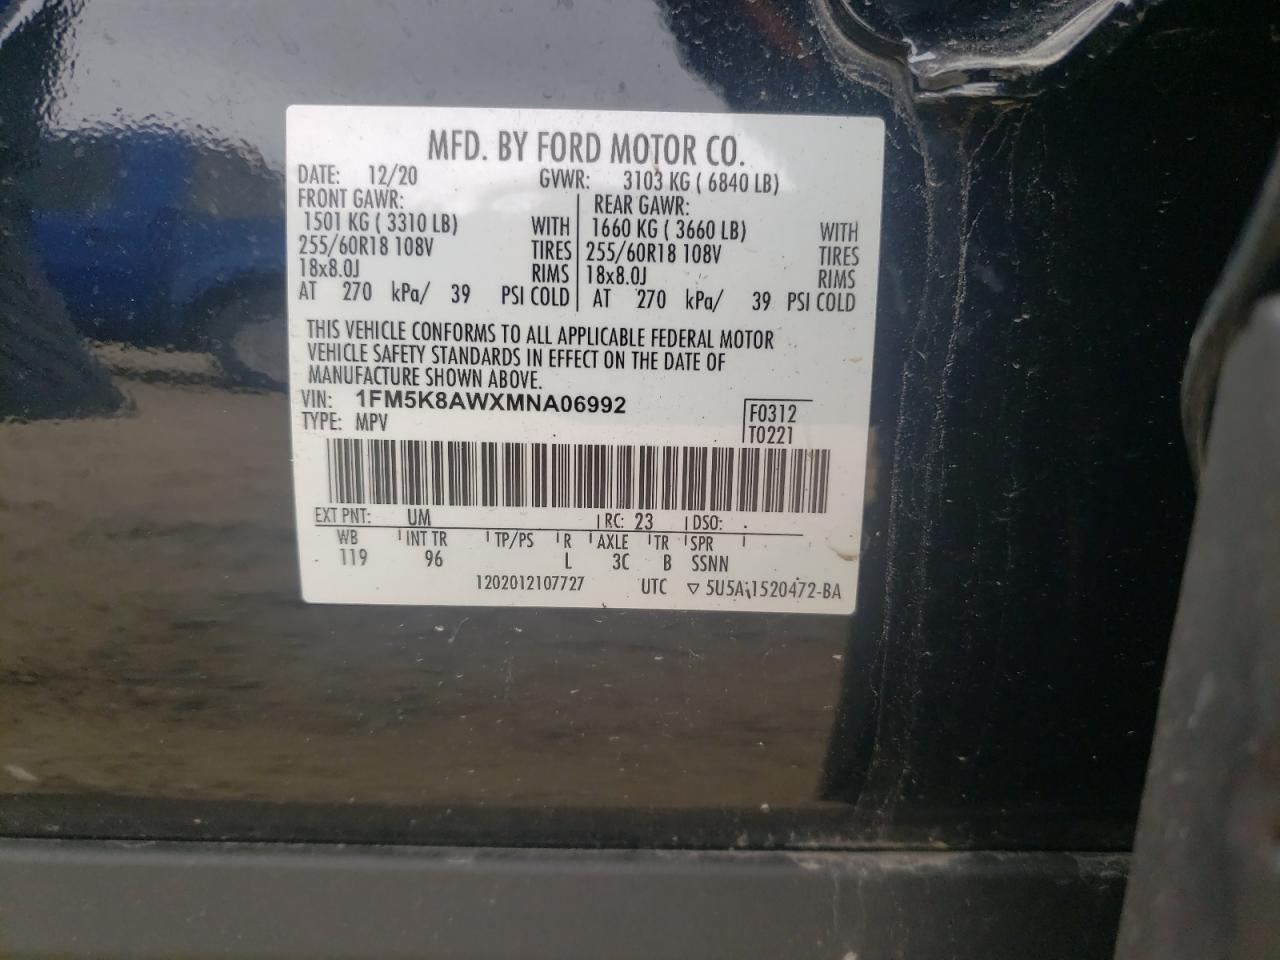 MFD. BY FORD MOTOR CO.
DATE: 12/20 GVWR: 3103 KG ( 6840 LB)
FRONT GAWR: REAR GAWR:
1501 KG ( 3310 LB) WITH 1660 KG ( 3660 LB) WITH
255/60R18 108V TIRES 255/60R18 108V TIRES
18x8.0J RIMS 18x8.0J RIMS
AT 270 kPa/ 39 PSI COLD AT 270 kPa/ 39 PSI COLD
THIS VEHICLE CONFORMS TO ALL APPLICABLE FEDERAL MOTOR
VEHICLE SAFETY STANDARDS IN EFFECT ON THE DATE OF
MANUFACTURE SHOWN ABOVE.
VIN: 1FM5K8AWXMNA06992
TYPE: MPV
F0312
T0221
EXT PNT: UM RC: 23 DSO:
WB INT TR TP/PS R AXLE TR SPR
119 96 L 3C B SSNN
1202012107727 UTC ▽ 5U5A-1520472-BA